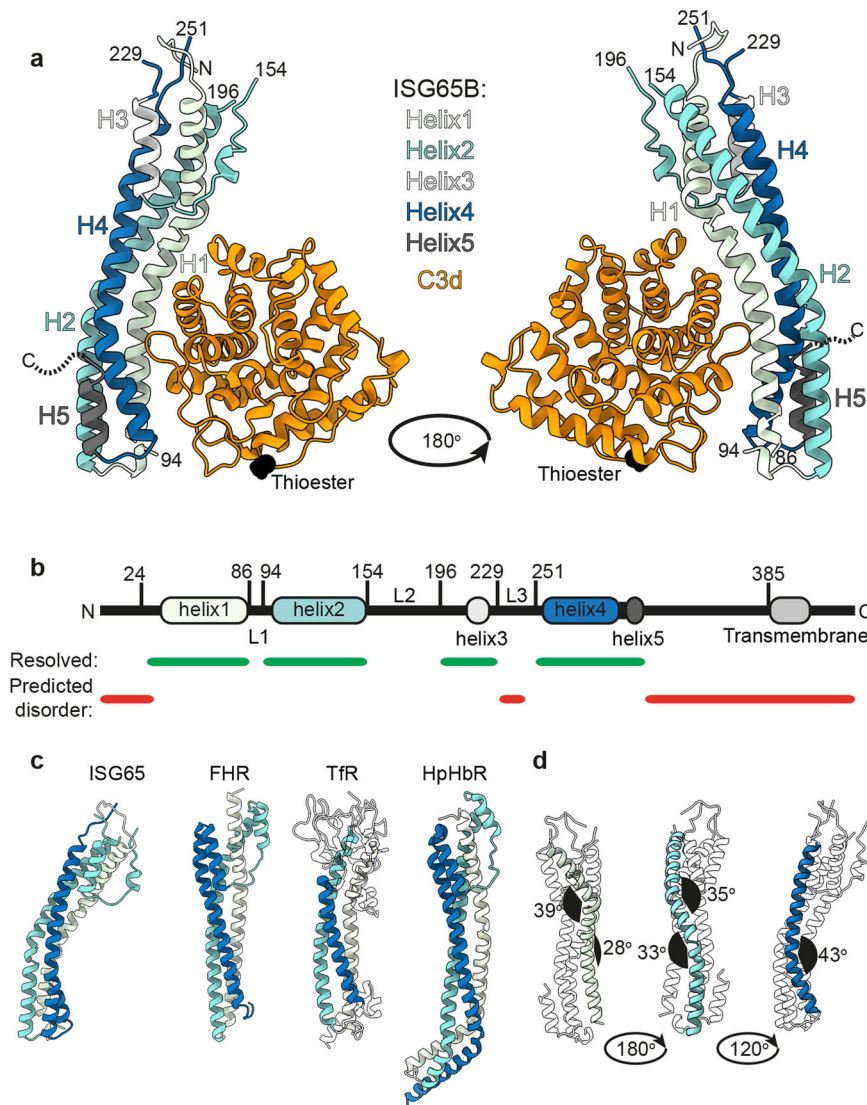 a
251
229
N
196
154
H3
H4
H1
H2
C
H5
94
Thioester
ISG65B:
Helix1
Helix2
Helix3
Helix4
Helix5
C3d
180°
251
N
229
196
154
H3
H4
H1
H2
C
H5
94
86
Thioester
b
24 86 94 154 196 229 251 385
N helix1 helix2 L2 L3 helix4 C
L1 helix3 helix5 Transmembrane
Resolved:
Predicted
disorder:
c
ISG65 FHR TfR HpHbR
d
39°
28°
35°
33°
43°
180°
120°